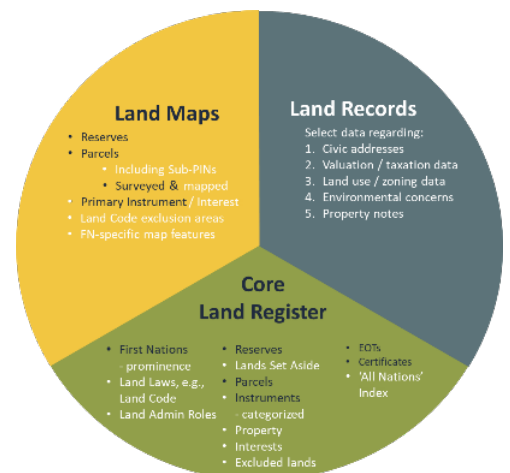 Land Maps
• Reserves
• Parcels
• Including Sub-PINs
• Surveyed & mapped
• Primary Instrument / Interest
• Land Code exclusion areas
• FN-specific map features
Land Records
Select data regarding:
1. Civic addresses
2. Valuation / taxation data
3. Land use / zoning data
4. Environmental concerns
5. Property notes
Core
Land Register
• First Nations
- prominence
• Land Laws, e.g.,
Land Code
• Land Admin Roles
• Reserves
• Lands Set Aside
• Parcels
• Instruments
- categorized
• Property
• Interests
• Excluded lands
• EOTs
• Certificates
• ‘All Nations’
Index